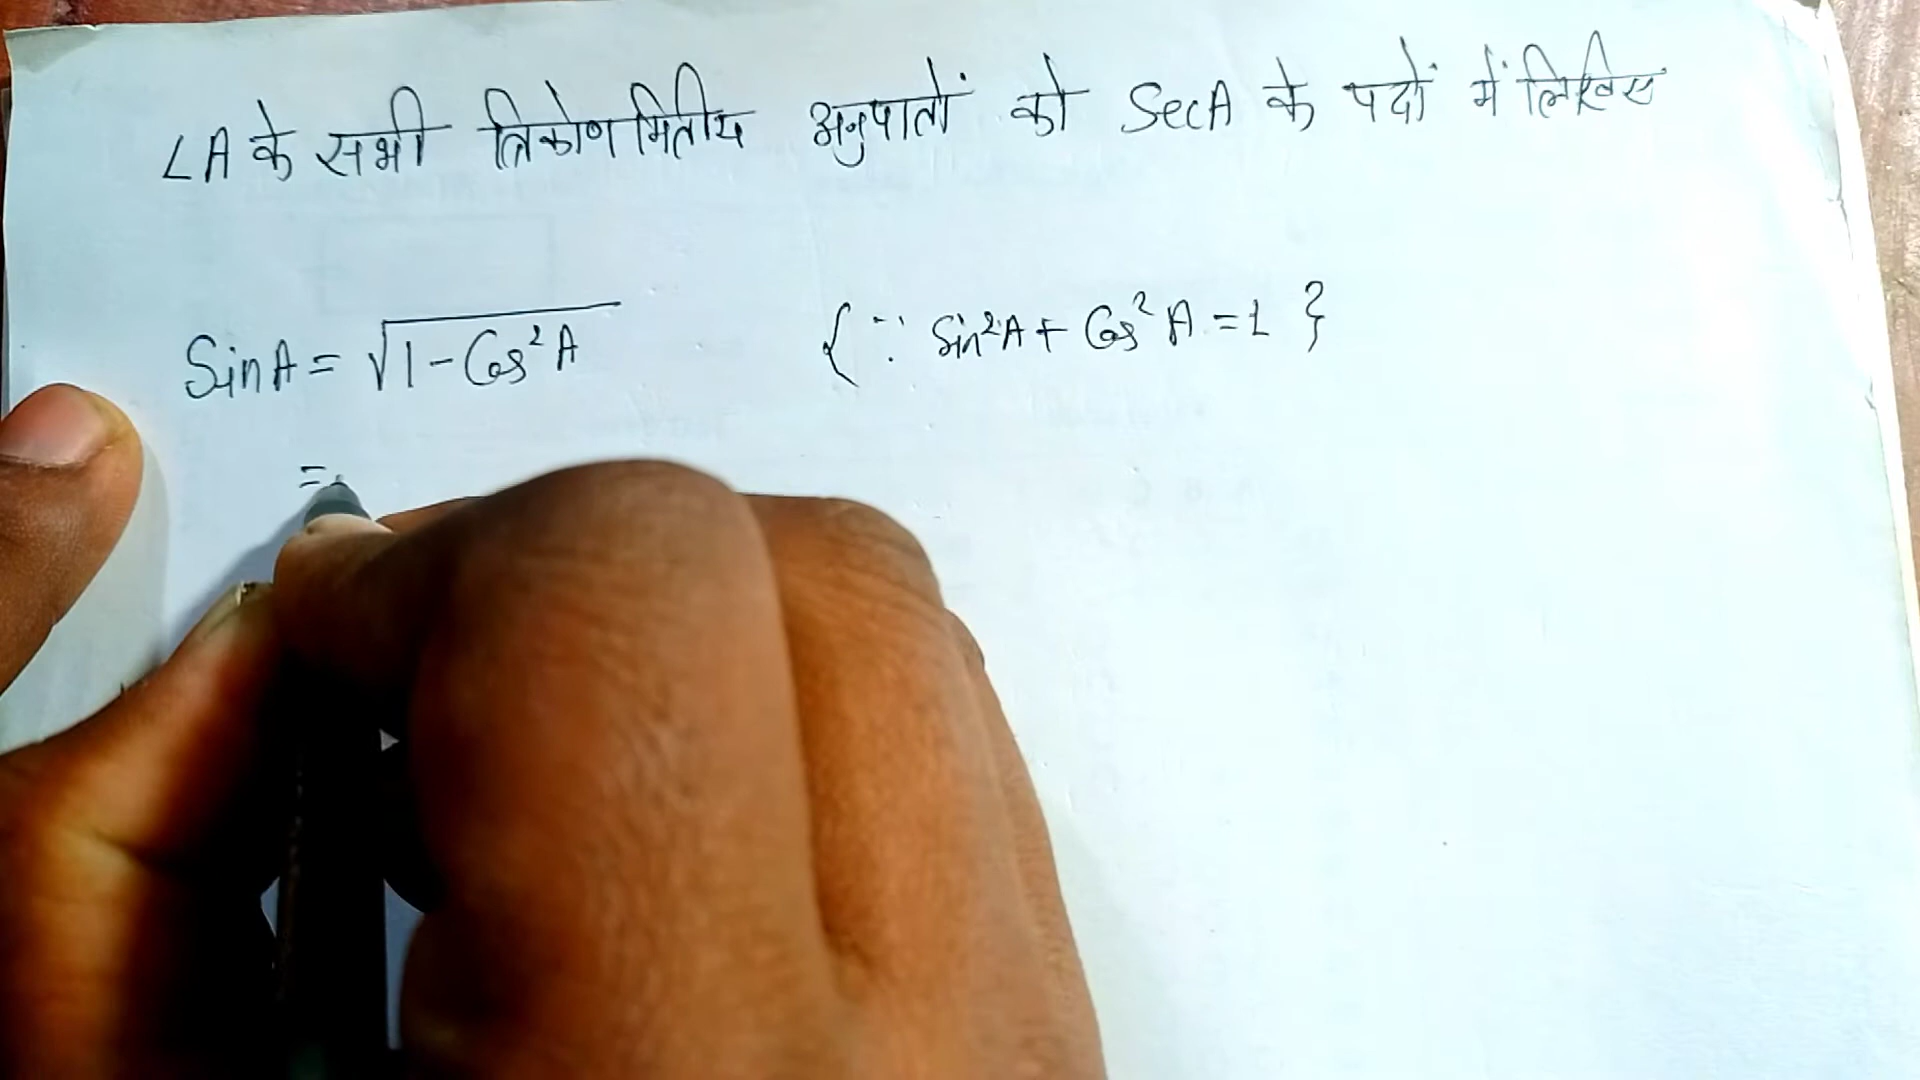 ∠A के सभी त्रिकोणमितीय अनुपातों को SecA के पदों में लिखिए
SinA = √1-Cos²A { ∵ Sin²A + Cos²A = 1 }
=